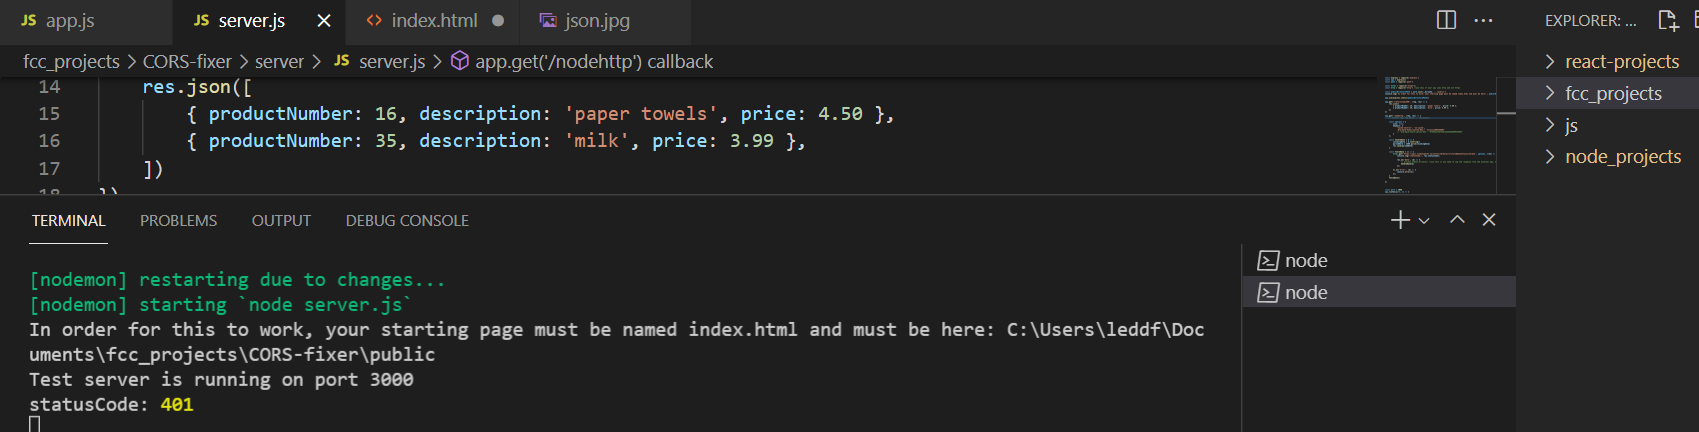 JS app.js
JS server.js
index.html
json.jpg
EXPLORER: ...
fcc_projects > CORS-fixer > server > JS server.js > app.get('/nodehttp') callback
react-projects
fcc_projects
js
node_projects
14 res.json([
15 { productNumber: 16, description: 'paper towels', price: 4.50 },
16 { productNumber: 35, description: 'milk', price: 3.99 },
17 ])
18 })
TERMINAL PROBLEMS OUTPUT DEBUG CONSOLE
[nodemon] restarting due to changes...
[nodemon] starting `node server.js`
In order for this to work, your starting page must be named index.html and must be here: C:\Users\leddf\Doc
uments\fcc_projects\CORS-fixer\public
Test server is running on port 3000
statusCode: 401
node
node